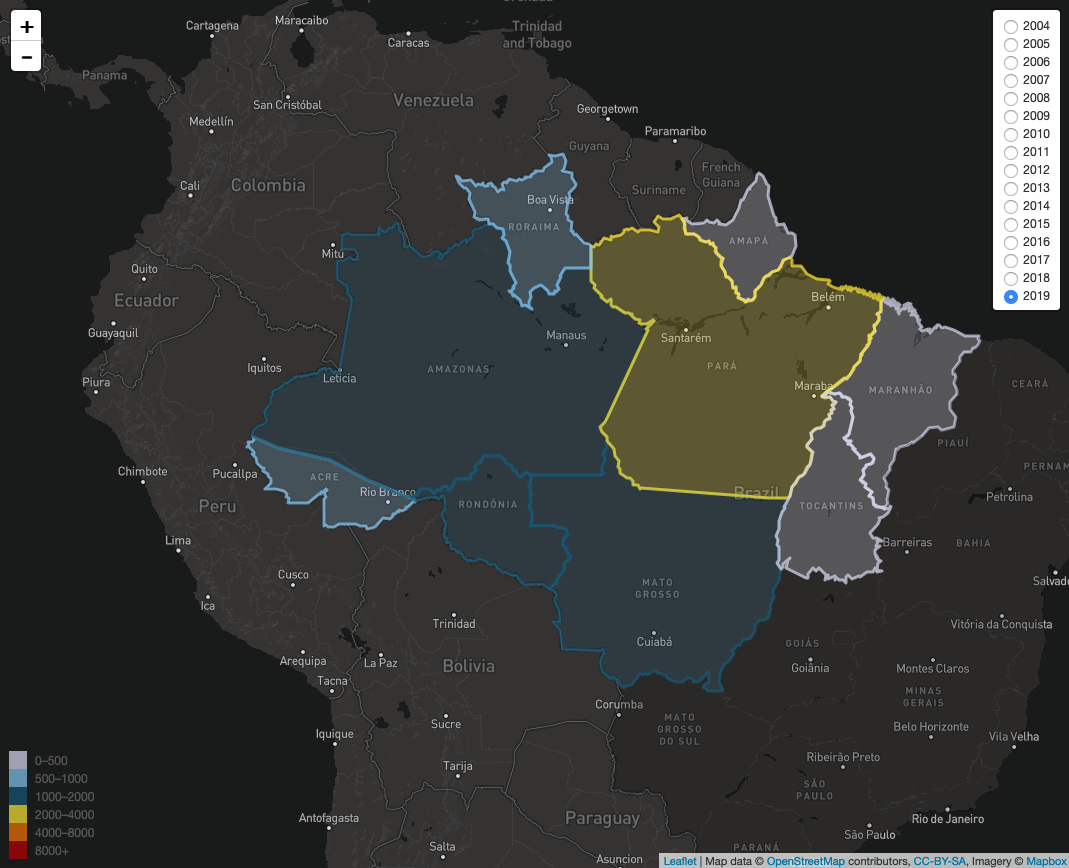 +
−
2004
2005
2006
2007
2008
2009
2010
2011
2012
2013
2014
2015
2016
2017
2018
2019
Cartagena
Maracaibo
Caracas
Trinidad
and Tobago
Panama
San Cristóbal
Venezuela
Georgetown
Medellín
Paramaribo
Guyana
French
Guiana
Suriname
Cali
Colombia
Boa Vista
RORAIMA
AMAPÁ
Mitú
Quito
Ecuador
Belém
Guayaquil
Manaus
Santarém
Iquitos
AMAZONAS
PARÁ
Leticia
Piura
Maraba
MARANHÃO
CEARÁ
PIAUÍ
Chimbote
Pucallpa
ACRE
Rio Branco
PERNAM
Brazil
Petrolina
Peru
RONDÔNIA
TOCANTINS
Lima
Barreiras
BAHIA
Cusco
MATO
GROSSO
Salvado
Ica
Trinidad
Vitória da Conquista
Cuiabá
GOIÁS
Arequipa
La Paz
Bolivia
Goiânia
Montes Claros
Tacna
MINAS
GERAIS
Corumba
Sucre
MATO
GROSSO
DO SUL
Belo Horizonte
Iquique
Vila Velha
Ribeirão Preto
Tarija
SÃO
PAULO
Antofagasta
Paraguay
Rio de Janeiro
São Paulo
Salta
PARANÁ
Asuncion
0–500
500–1000
1000–2000
2000–4000
4000–8000
8000+
Leaflet | Map data © OpenStreetMap contributors, CC-BY-SA, Imagery © Mapbox